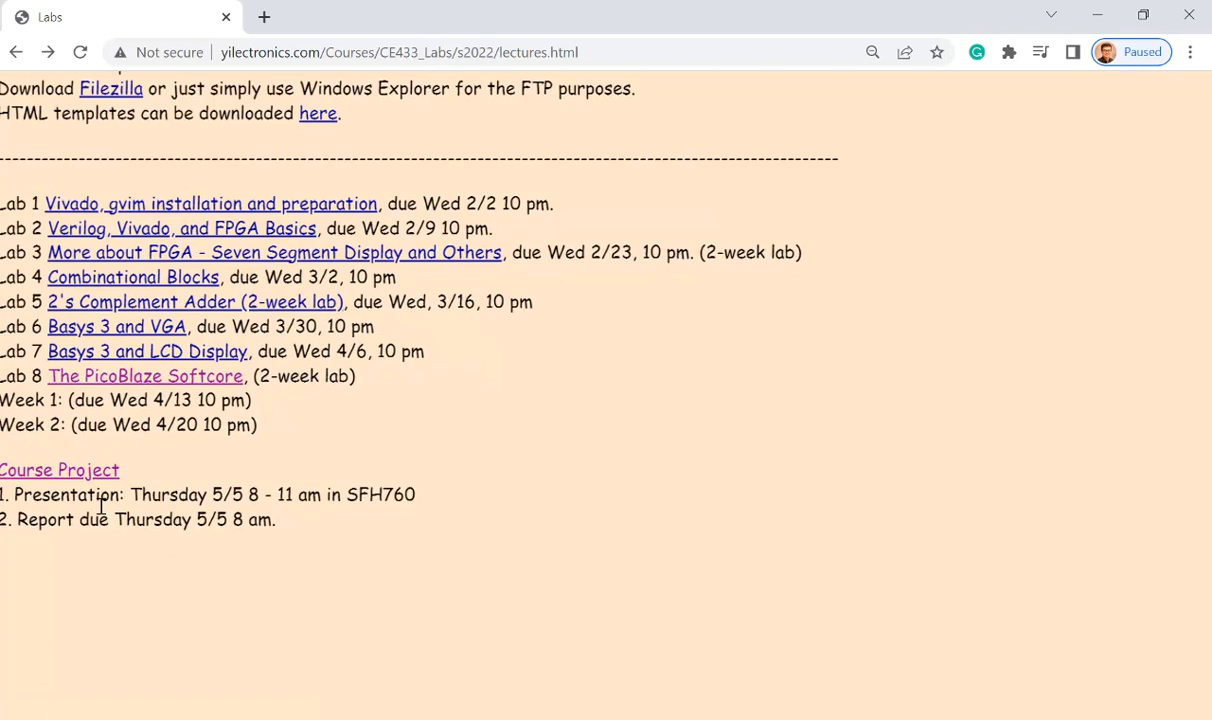 Labs
Not secure yilectronics.com/Courses/CE433_Labs/s2022/lectures.html Paused
Download Filezilla or just simply use Windows Explorer for the FTP purposes.
HTML templates can be downloaded here.
---------------------------------------------------------------------------------------------------------
Lab 1 Vivado, gvim installation and preparation, due Wed 2/2 10 pm.
Lab 2 Verilog, Vivado, and FPGA Basics, due Wed 2/9 10 pm.
Lab 3 More about FPGA - Seven Segment Display and Others, due Wed 2/23, 10 pm. (2-week lab)
Lab 4 Combinational Blocks, due Wed 3/2, 10 pm
Lab 5 2's Complement Adder (2-week lab), due Wed, 3/16, 10 pm
Lab 6 Basys 3 and VGA, due Wed 3/30, 10 pm
Lab 7 Basys 3 and LCD Display, due Wed 4/6, 10 pm
Lab 8 The PicoBlaze Softcore, (2-week lab)
Week 1: (due Wed 4/13 10 pm)
Week 2: (due Wed 4/20 10 pm)
Course Project
1. Presentation: Thursday 5/5 8 - 11 am in SFH760
2. Report due Thursday 5/5 8 am.